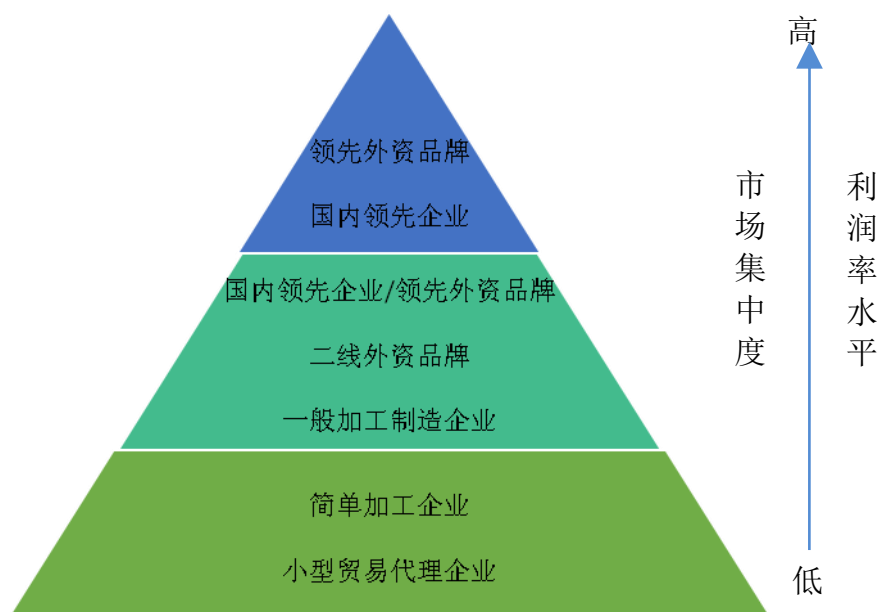 领先外资品牌
国内领先企业
国内领先企业/领先外资品牌
二线外资品牌
一般加工制造企业
简单加工企业
小型贸易代理企业
高
市场集中度
利润率水平
低